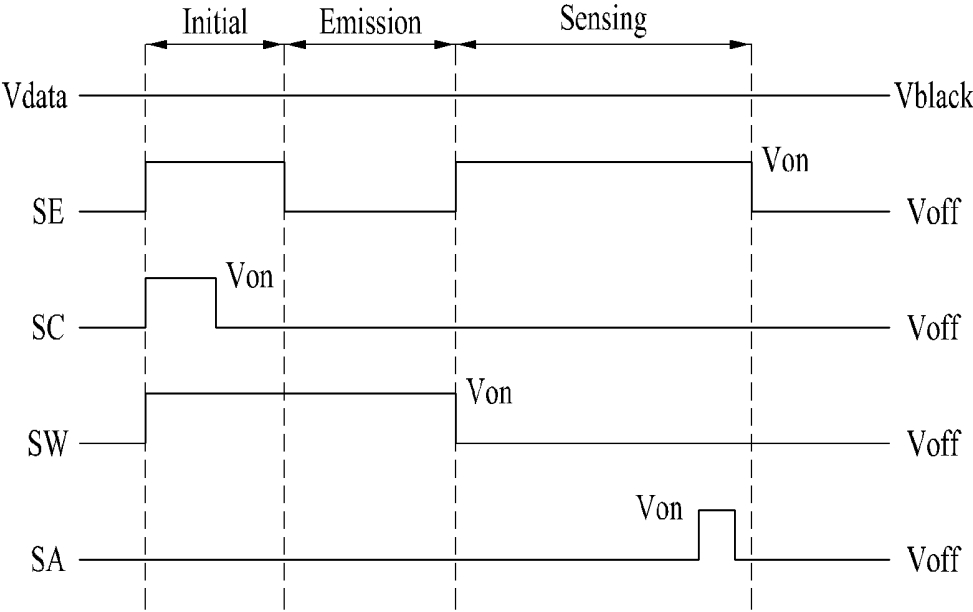 Initial Emission Sensing
Vdata Vblack
Von
SE Voff
Von
SC Voff
Von
SW Voff
Von
SA Voff